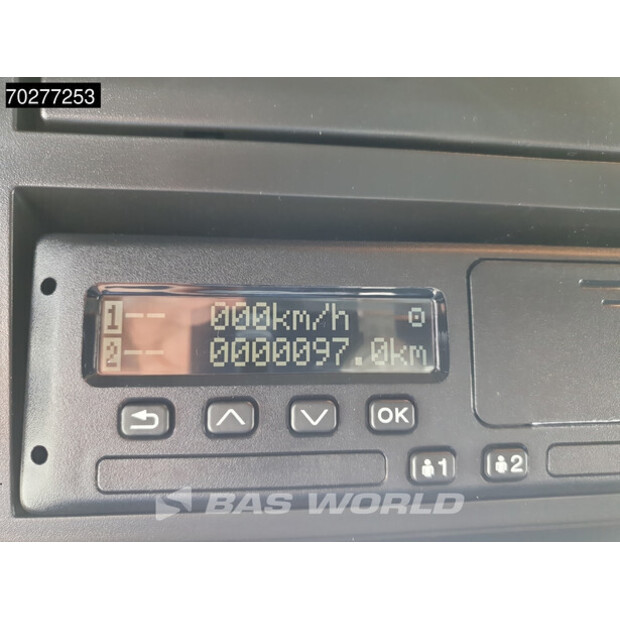 70277253
1 -- 000km/h
2 -- 0000097.0km
OK
1 2
BAS WORLD